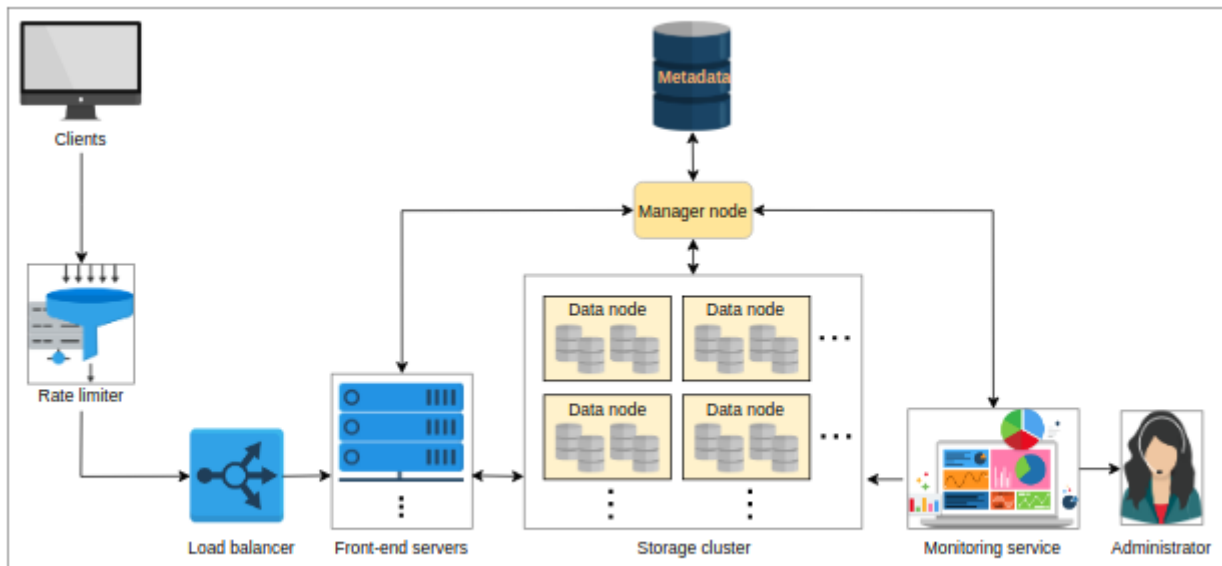 Metadata
Clients
Manager node
Data node
Data node
Rate limiter
Data node
Data node
Load balancer
Front-end servers
Storage cluster
Monitoring service
Administrator